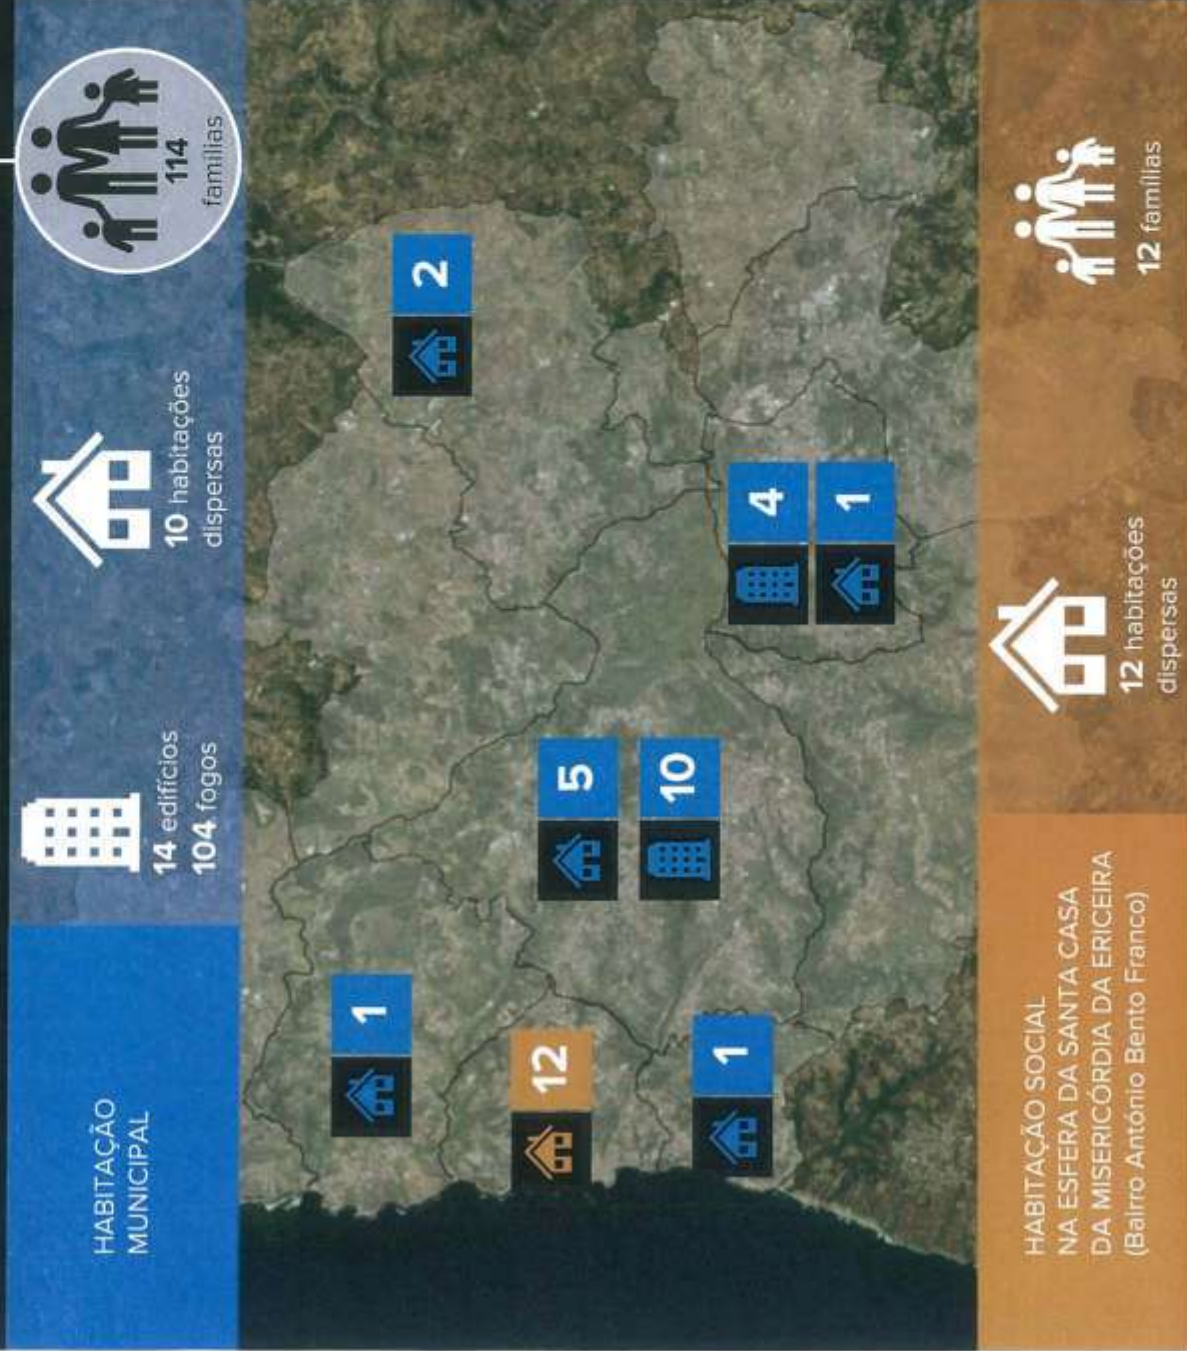 HABITAÇÃO
MUNICIPAL
14 edifícios
104 fogos
10 habitações
dispersas
114
famílias
2
1
5
10
12
4
1
1
HABITAÇÃO SOCIAL
NA ESFERA DA SANTA CASA
DA MISERICÓRDIA DA ERICEIRA
(Bairro António Bento Franco)
12 habitações
dispersas
12 famílias